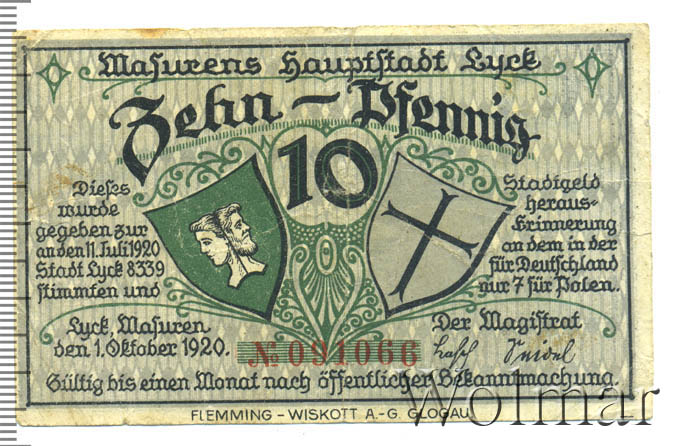 Masurens Hauptstadt Lyck
Zehn – Pfennig
10
Dieses Stadtgeld
wurde heraus-
gegeben zur Erinnerung
an den 11. Juli 1920 an dem in der
Stadt Lyck 8339 für Deutschland
stimmten und nur 7 für Polen.
Lyck, Masuren Der Magistrat
den 1. Oktober 1920. № 091066 Seidel
Gültig bis einen Monat nach öffentlicher Bekanntmachung.
FLEMMING – WISKOTT A.-G. GLOGAU
Wolmar